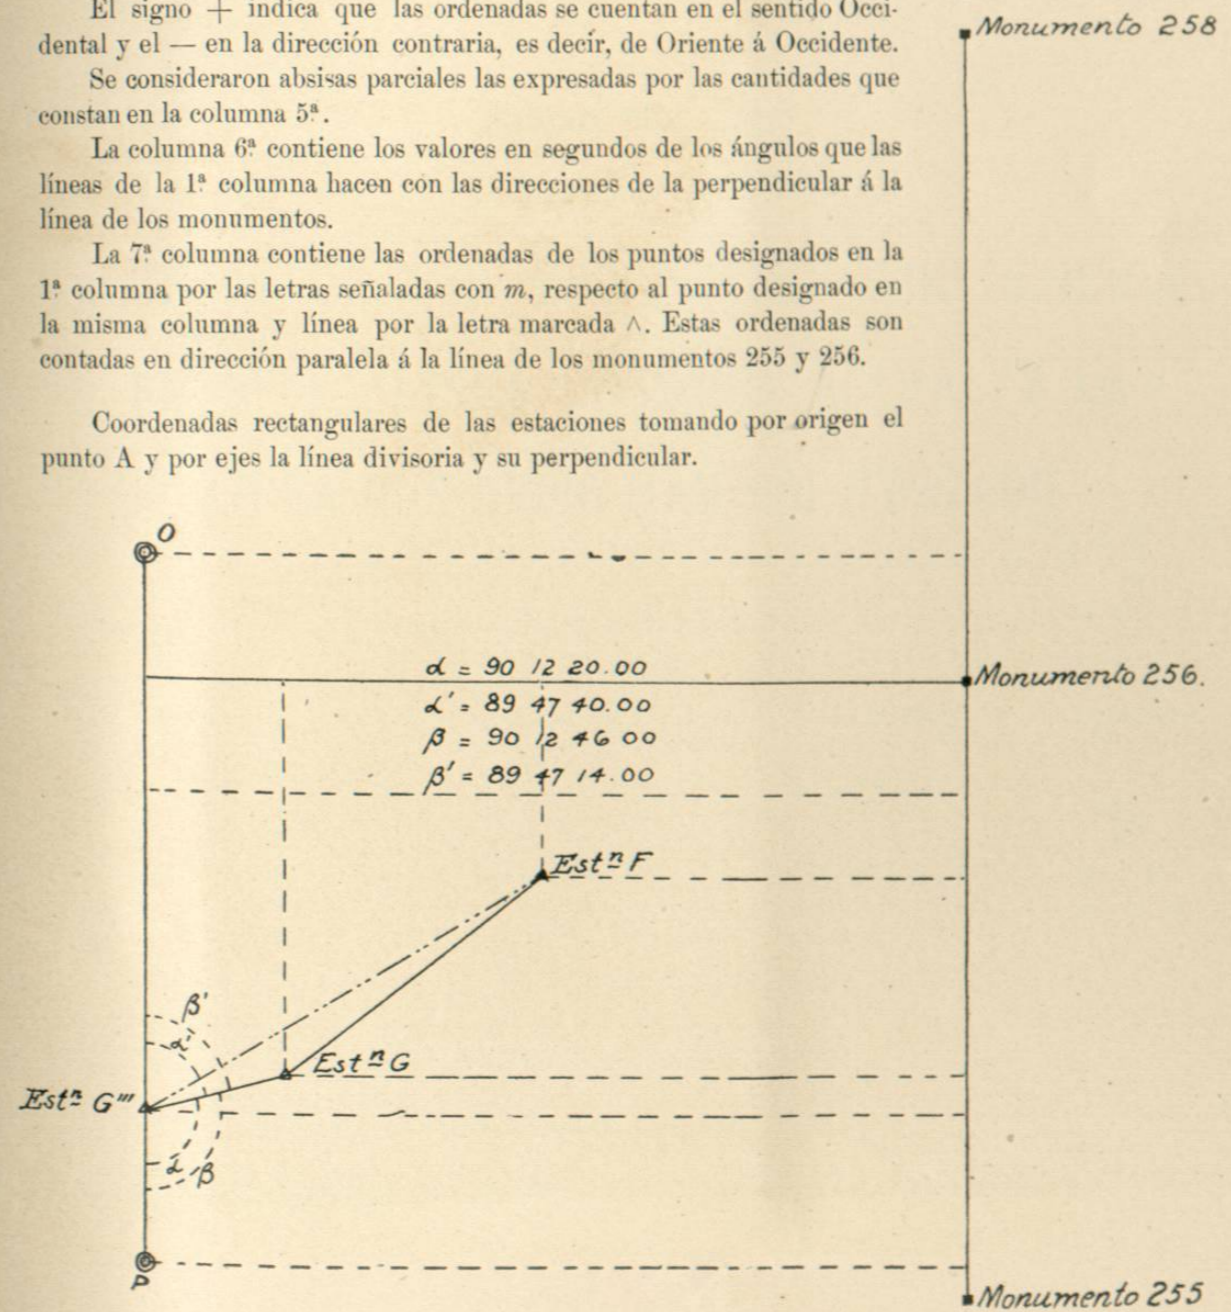 El signo + indica que las ordenadas se cuentan en el sentido Occi-
dental y el — en la dirección contraria, es decír, de Oriente á Occidente.
Se consideraron absisas parciales las expresadas por las cantidades que
constan en la columna 5ª.
La columna 6ª contiene los valores en segundos de los ángulos que las
líneas de la 1ª columna hacen con las direcciones de la perpendicular á la
línea de los monumentos.
La 7ª columna contiene las ordenadas de los puntos designados en la
1ª columna por las letras señaladas con m, respecto al punto designado en
la misma columna y línea por la letra marcada ^. Estas ordenadas son
contadas en dirección paralela á la línea de los monumentos 255 y 256.
Coordenadas rectangulares de las estaciones tomando por origen el
punto A y por ejes la línea divisoria y su perpendicular.
Monumento 258
O
α = 90 12 20.00
Monumento 256.
α' = 89 47 40.00
β = 90 12 46 00
β' = 89 47 14.00
Estⁿ F
β'
α'
Estⁿ G
Estⁿ G'''
α β
P
Monumento 255